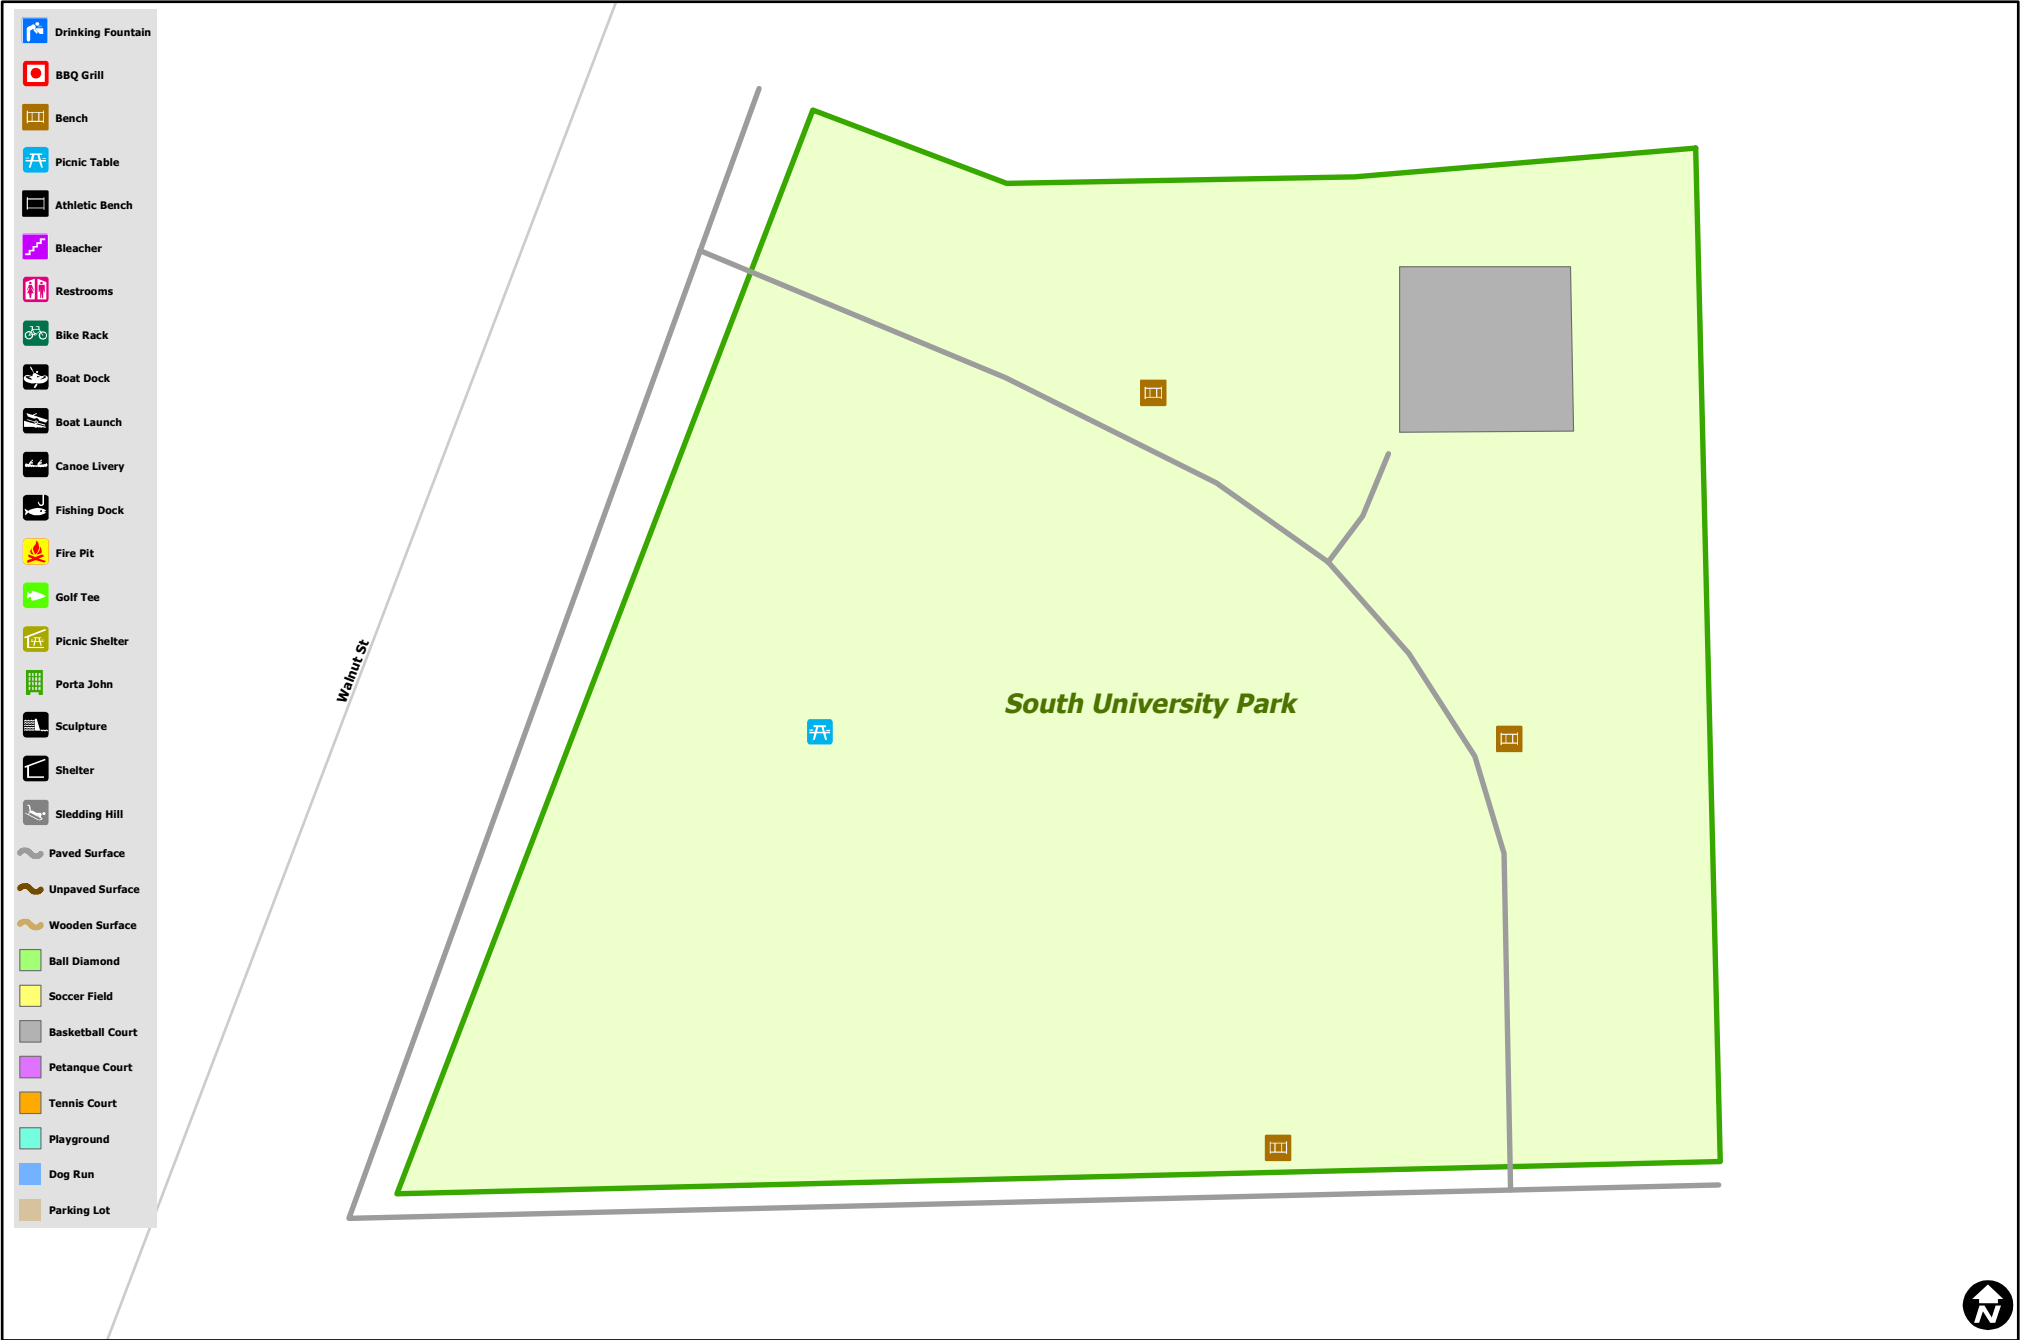 Drinking Fountain
BBQ Grill
Bench
Picnic Table
Athletic Bench
Bleacher
Restrooms
Bike Rack
Boat Dock
Boat Launch
Canoe Livery
Fishing Dock
Fire Pit
Golf Tee
Picnic Shelter
Porta John
Sculpture
Shelter
Sledding Hill
Paved Surface
Unpaved Surface
Wooden Surface
Ball Diamond
Soccer Field
Basketball Court
Petanque Court
Tennis Court
Playground
Dog Run
Parking Lot
Walnut St
South University Park
N